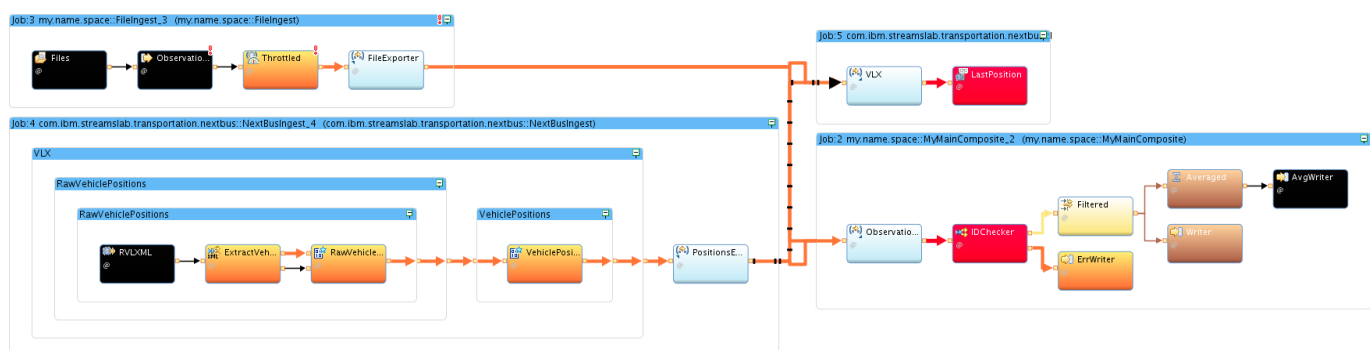 Job:3 my.name.space::FileIngest_3 (my.name.space::FileIngest)
Files
Observatio...
Throttled
FileExporter
Job:5 com.ibm.streamslab.transportation.nextbu
VLX
LastPosition
Job:4 com.ibm.streamslab.transportation.nextbus::NextBusIngest_4 (com.ibm.streamslab.transportation.nextbus::NextBusIngest)
VLX
RawVehiclePositions
RawVehiclePositions
RVLXML
ExtractVeh...
RawVehicle...
VehiclePositions
VehiclePosi...
PositionsE...
Job:2 my.name.space::MyMainComposite_2 (my.name.space::MyMainComposite)
Observatio...
IDChecker
Filtered
ErrWriter
Averaged
Writer
AvgWriter